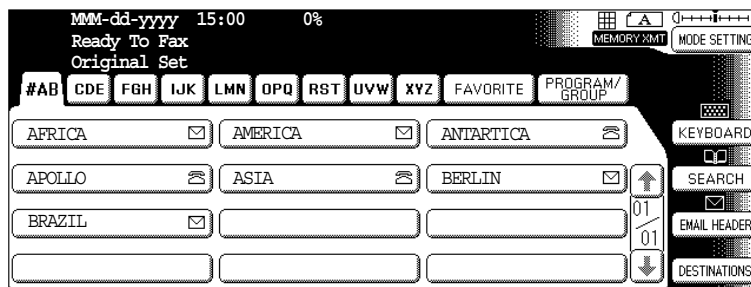 MMM-dd-yyyy 15:00 0%
A
MEMORY XMT
MODE SETTING
Ready To Fax
Original Set
#AB CDE FGH IJK LMN OPQ RST UVW XYZ FAVORITE PROGRAM/GROUP
AFRICA AMERICA ANTARTICA
KEYBOARD
APOLLO ASIA BERLIN
SEARCH
BRAZIL
01/01
EMAIL HEADER
DESTINATIONS